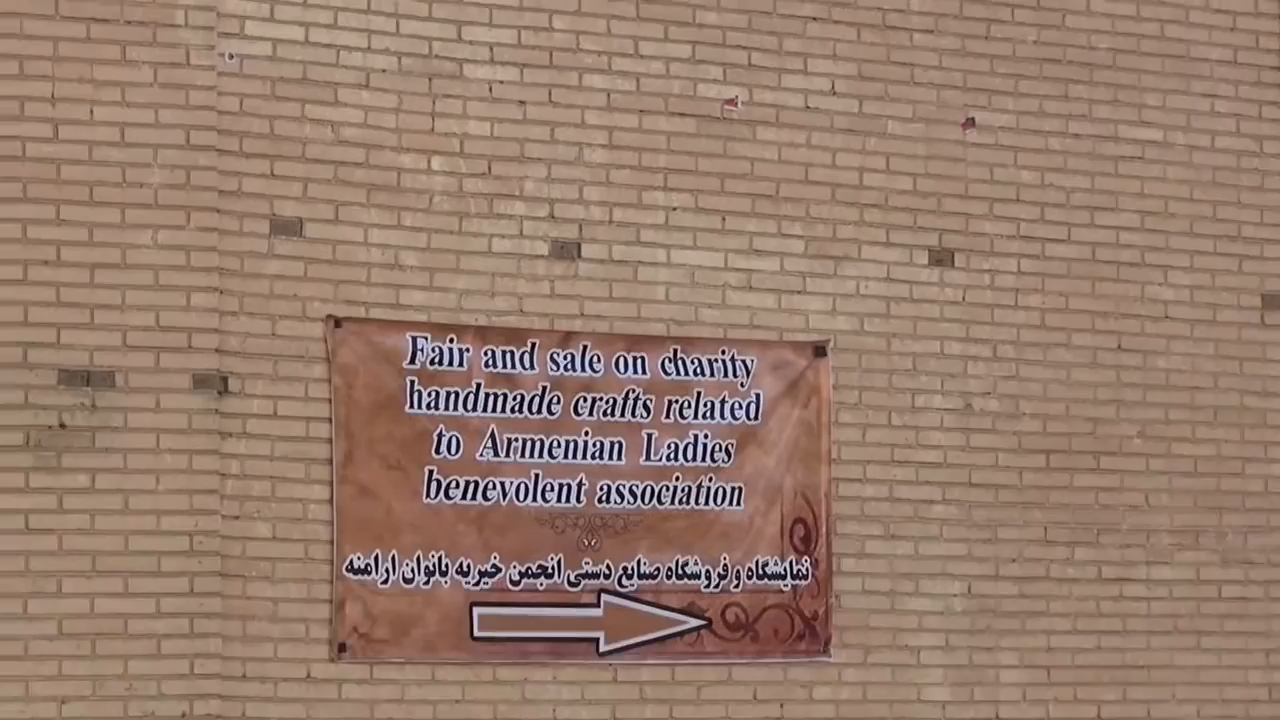 Fair and sale on charity
handmade crafts related
to Armenian Ladies
benevolent association
نمایشگاه و فروشگاه صنایع دستی انجمن خیریه بانوان ارامنه